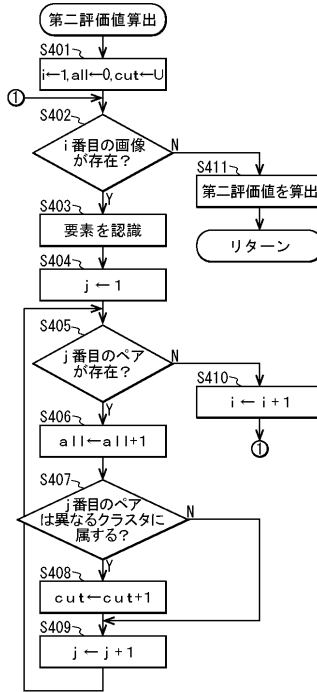 第二評価値算出
S401
i←1,all←0,cut←U
①
S402
i番目の画像
が存在?
N
Y
S411
第二評価値を算出
リターン
S403
要素を認識
S404
j←1
S405
j番目のペア
が存在?
N
Y
S410
i←i+1
①
S406
all←all+1
S407
j番目のペア
は異なるクラスタに
属する?
N
Y
S408
cut←cut+1
S409
j←j+1